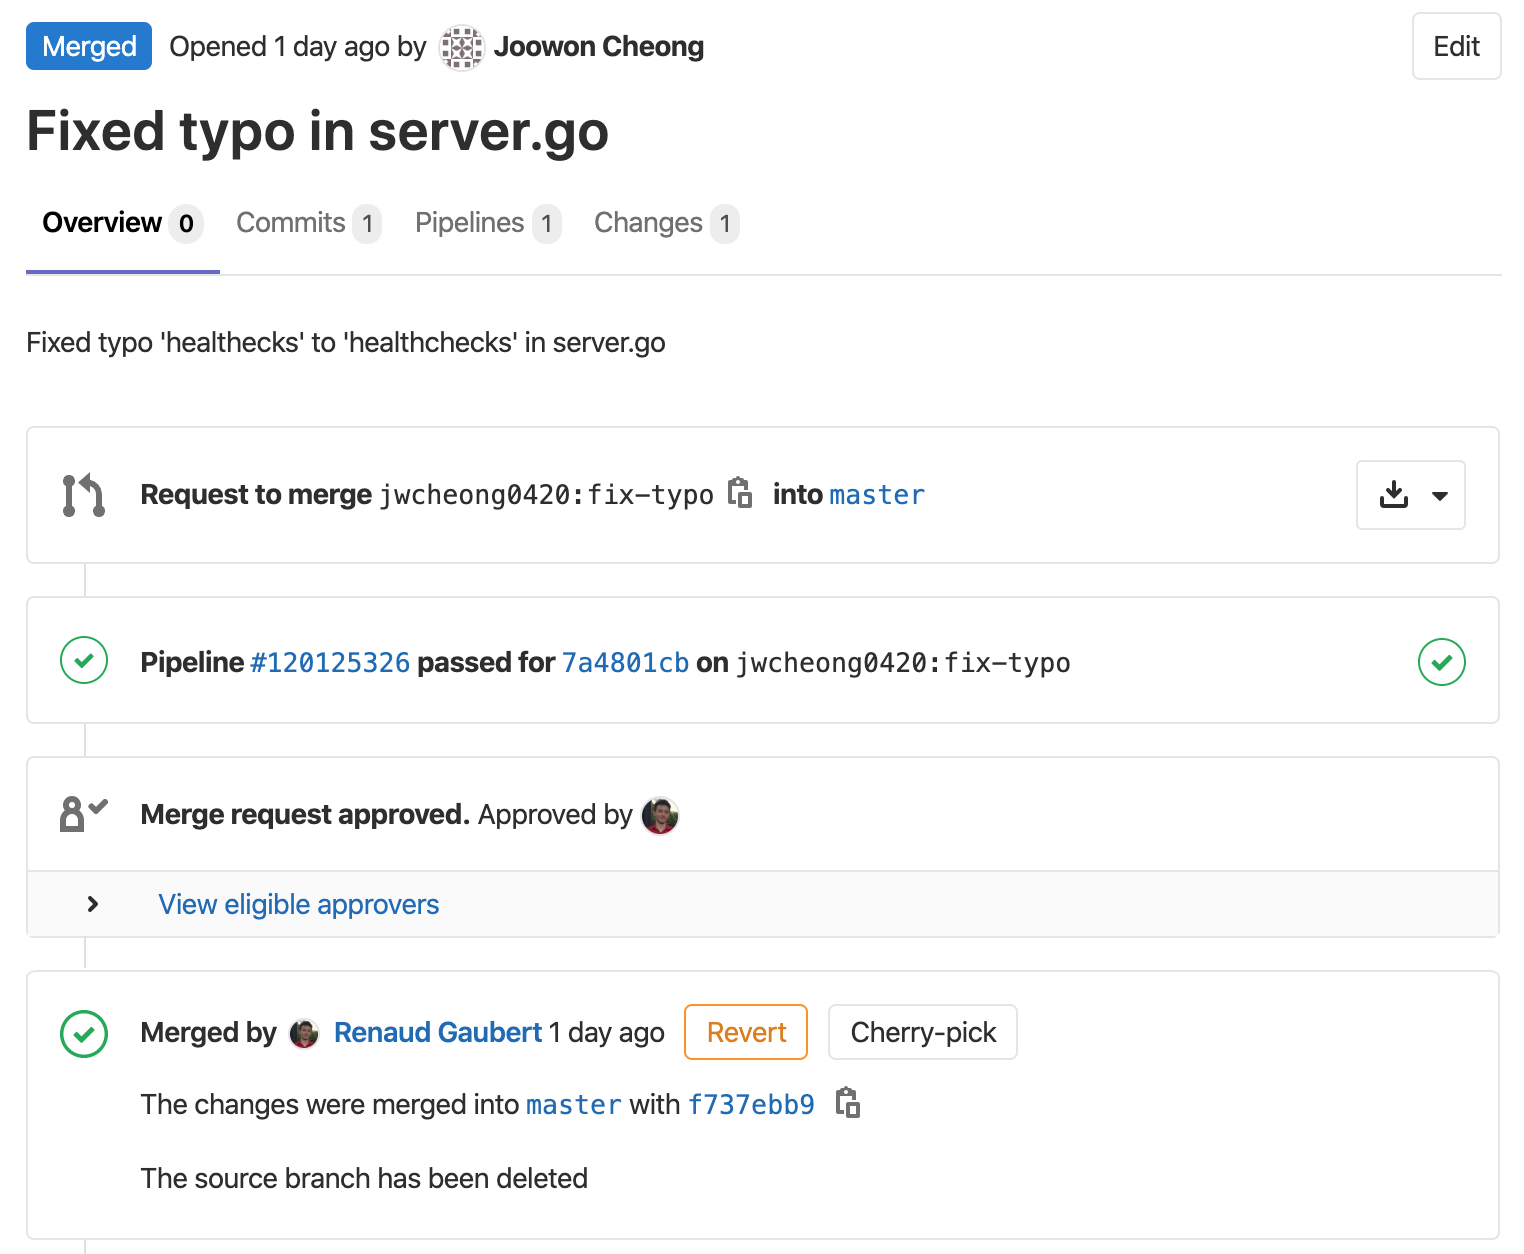 Merged Opened 1 day ago by Joowon Cheong Edit
Fixed typo in server.go
Overview 0 Commits 1 Pipelines 1 Changes 1
Fixed typo 'healthecks' to 'healthchecks' in server.go
Request to merge jwcheong0420:fix-typo into master
Pipeline #120125326 passed for 7a4801cb on jwcheong0420:fix-typo
Merge request approved. Approved by
View eligible approvers
Merged by Renaud Gaubert 1 day ago Revert Cherry-pick
The changes were merged into master with f737ebb9
The source branch has been deleted